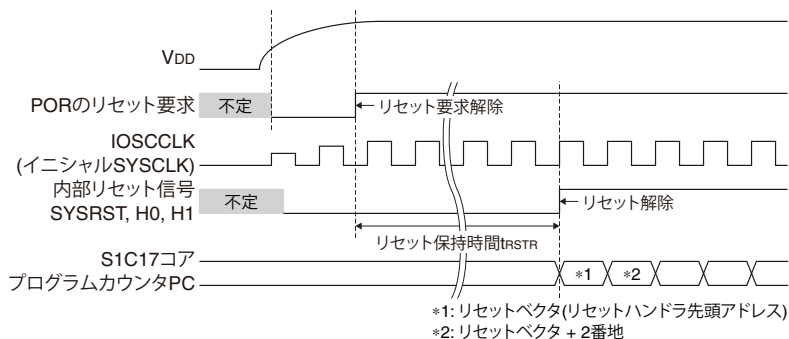 VDD
PORのリセット要求
不定
リセット要求解除
IOSCCLK
(イニシャルSYSCLK)
内部リセット信号
SYSRST, H0, H1
不定
リセット解除
リセット保持時間tRSTR
S1C17コア
プログラムカウンタPC
*1
*2
*1: リセットベクタ(リセットハンドラ先頭アドレス)
*2: リセットベクタ + 2番地